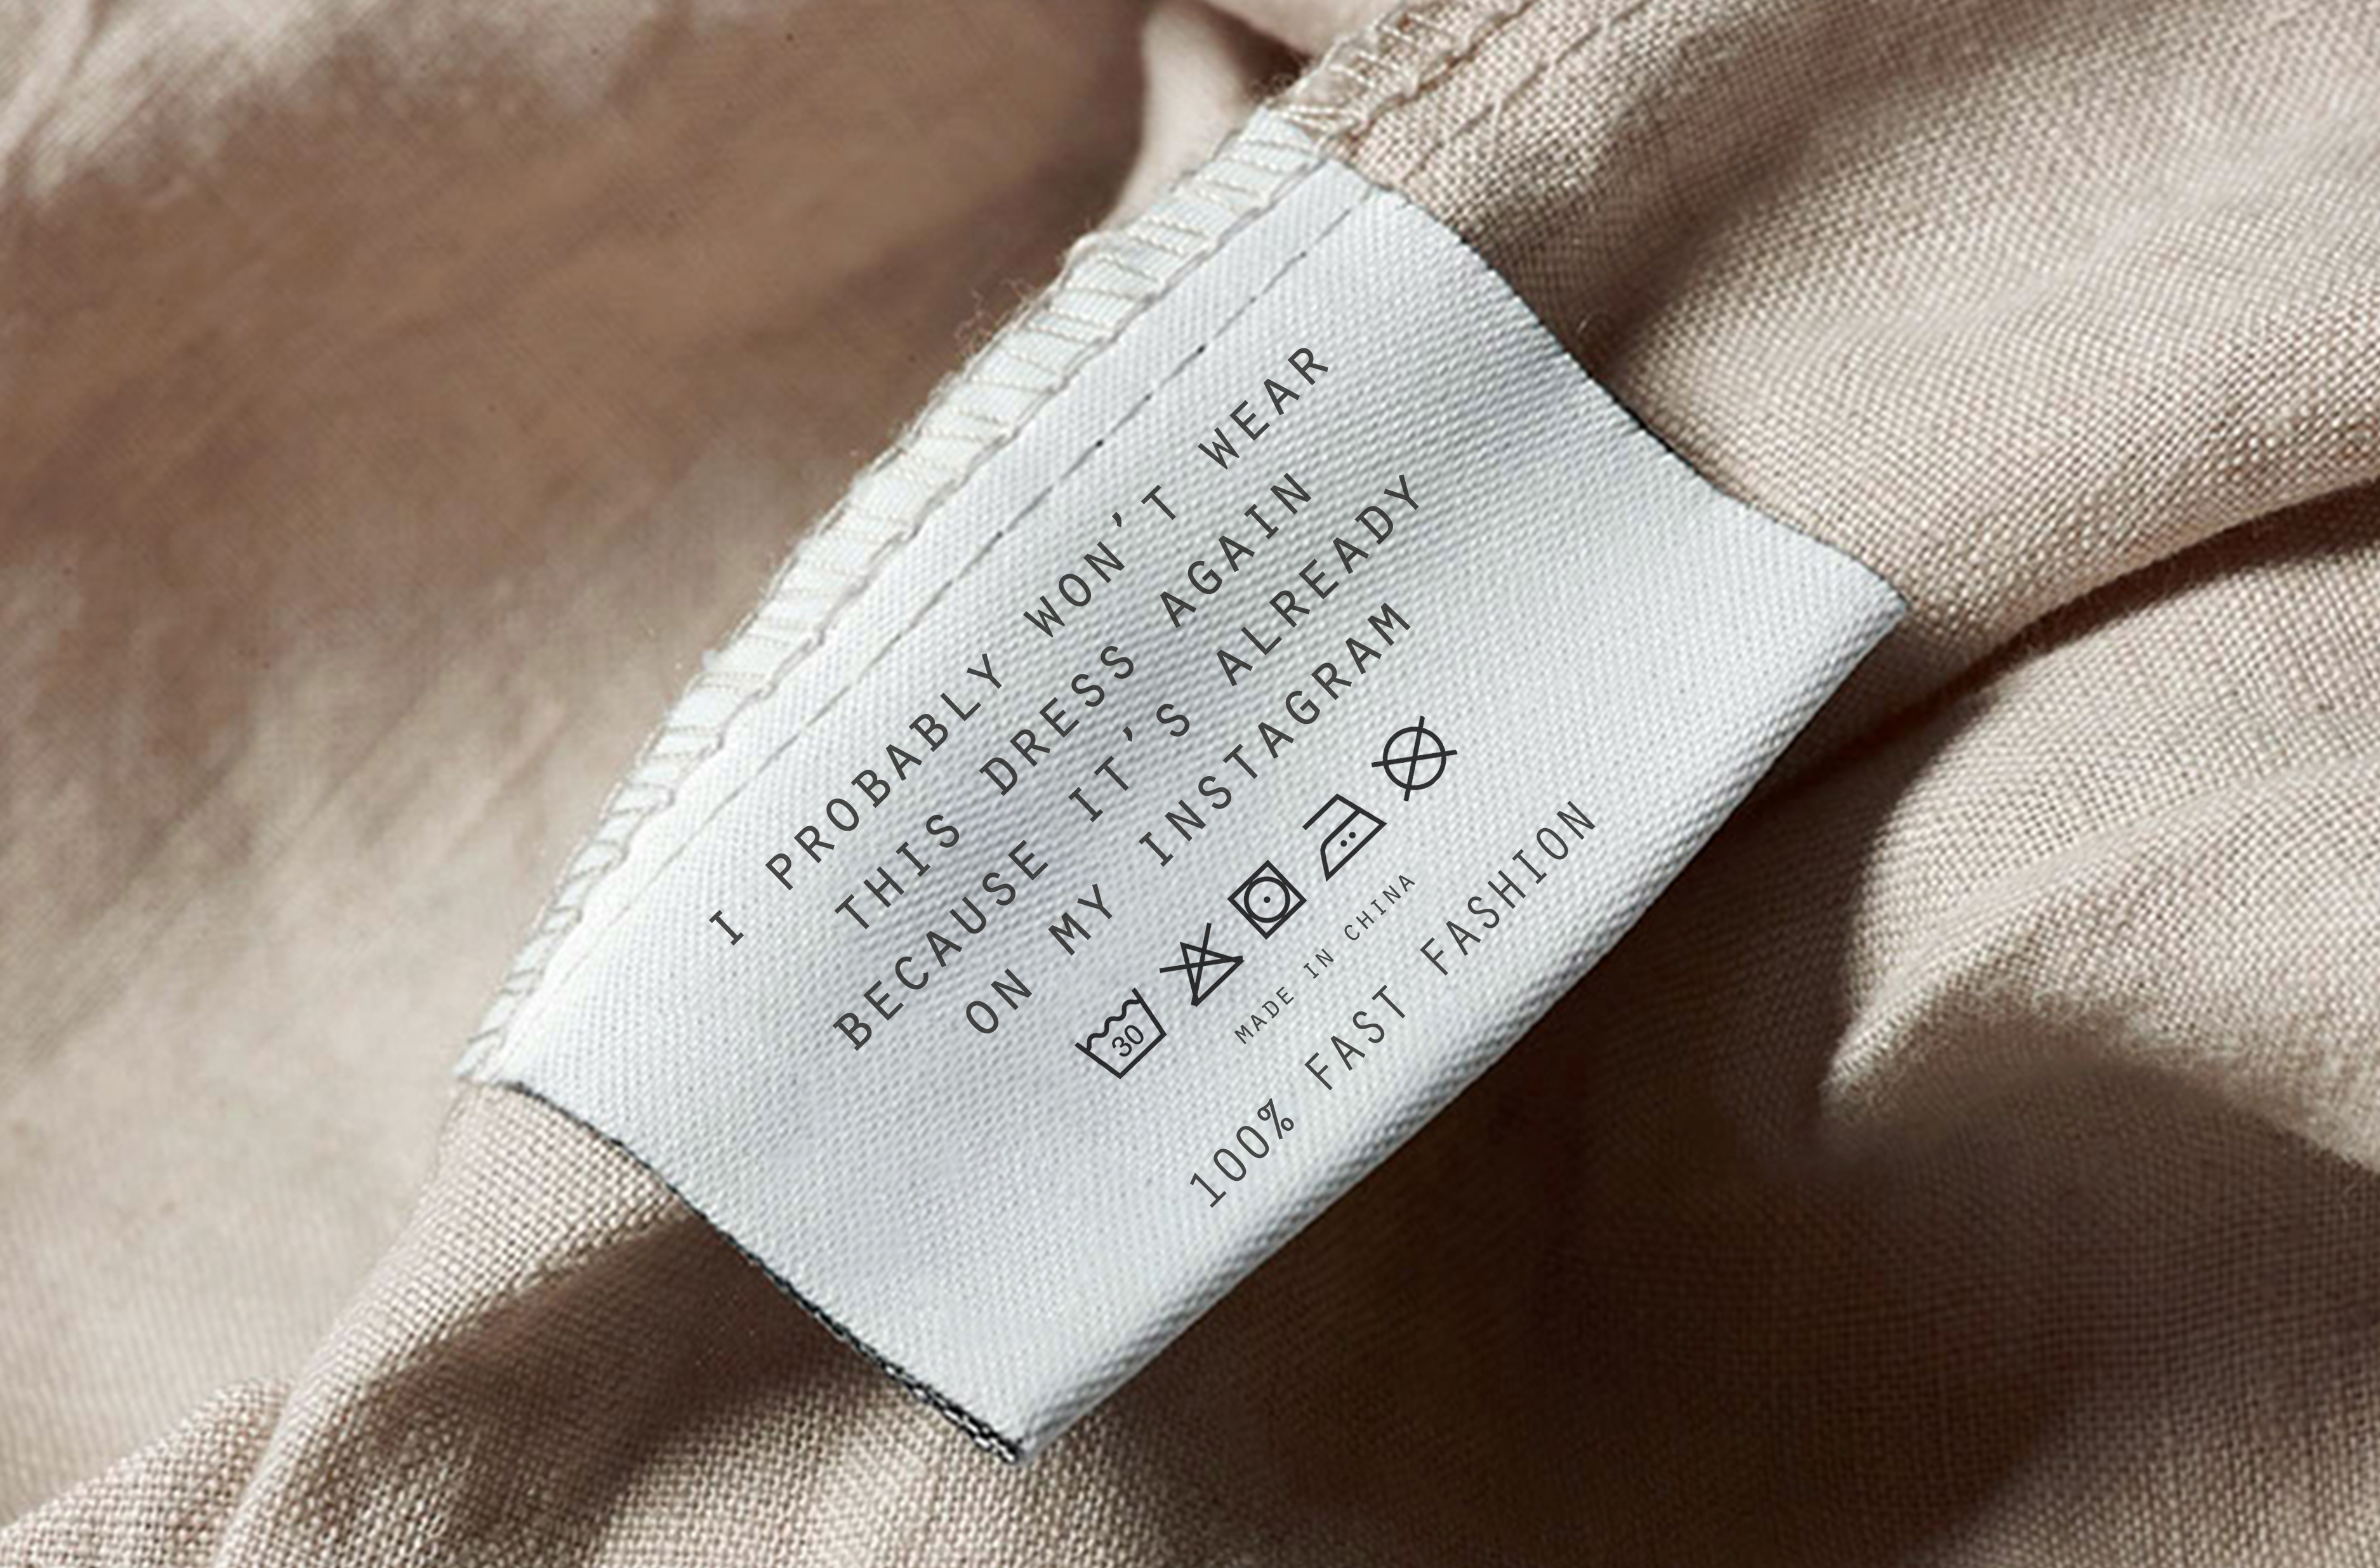 I PROBABLY WON'T WEAR
THIS DRESS AGAIN
BECAUSE IT'S ALREADY
ON MY INSTAGRAM
30
MADE IN CHINA
100% FAST FASHION